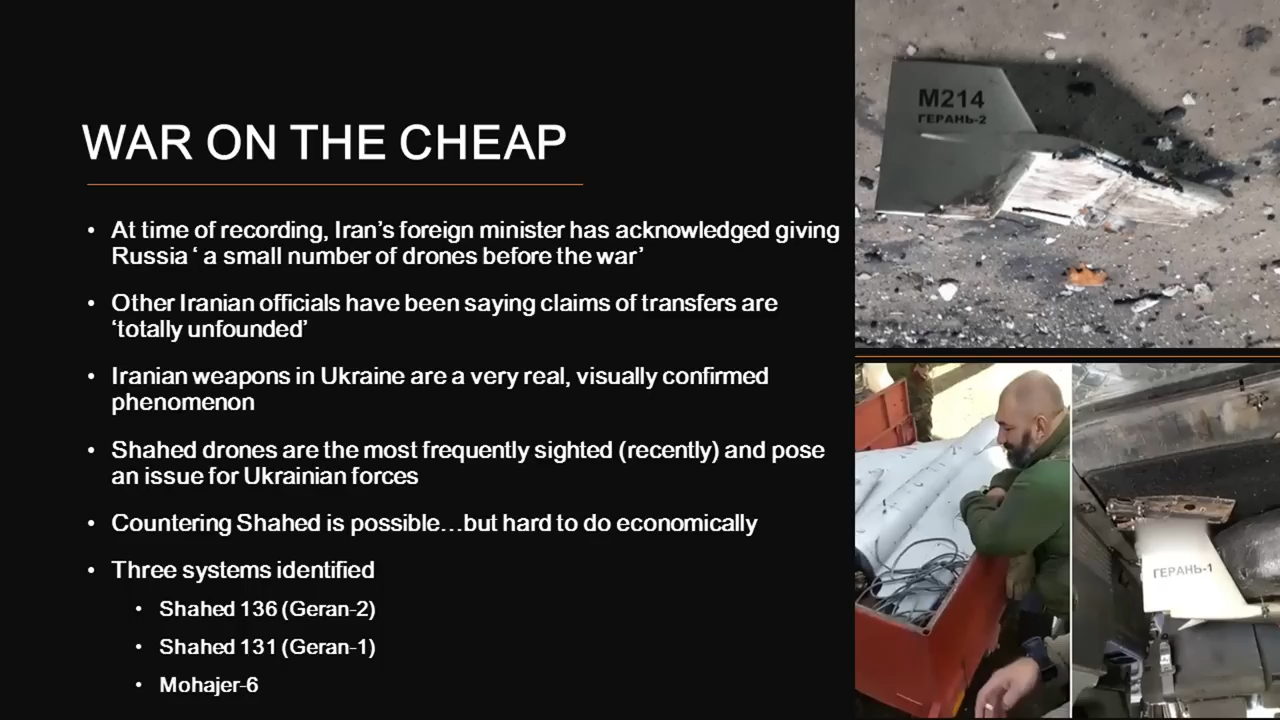 WAR ON THE CHEAP
• At time of recording, Iran’s foreign minister has acknowledged giving
Russia ‘ a small number of drones before the war’
• Other Iranian officials have been saying claims of transfers are
‘totally unfounded’
• Iranian weapons in Ukraine are a very real, visually confirmed
phenomenon
• Shahed drones are the most frequently sighted (recently) and pose
an issue for Ukrainian forces
• Countering Shahed is possible…but hard to do economically
• Three systems identified
• Shahed 136 (Geran-2)
• Shahed 131 (Geran-1)
• Mohajer-6
М214
ГЕРАНЬ-2
ГЕРАНЬ-1